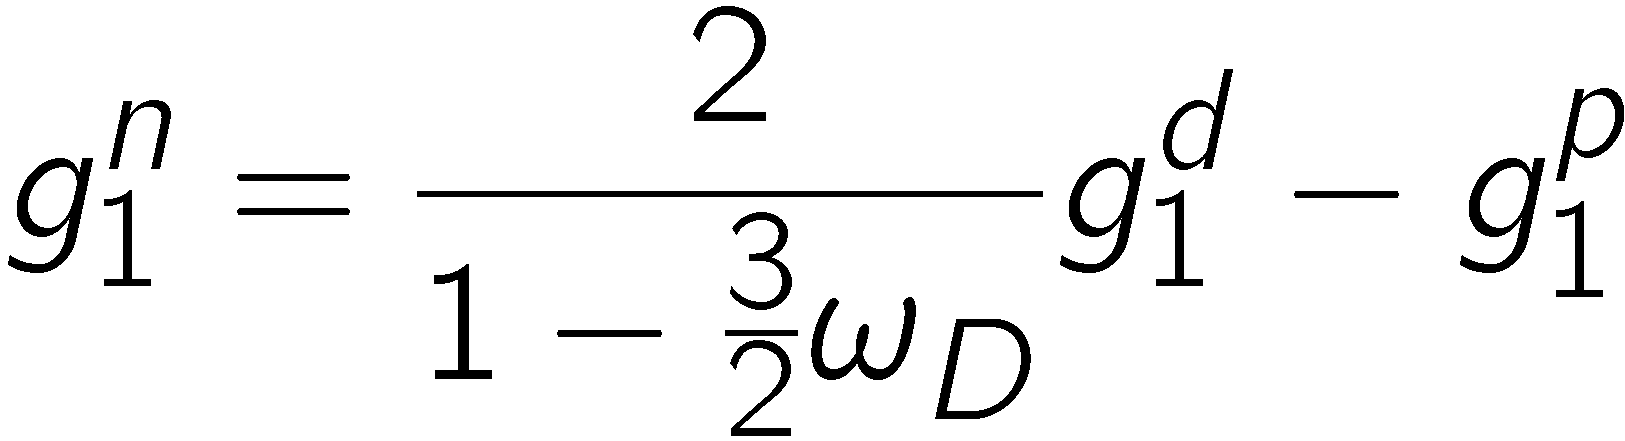 $g_1^n = \frac{2}{1 - \frac{3}{2}\omega_D} g_1^d - g_1^p$